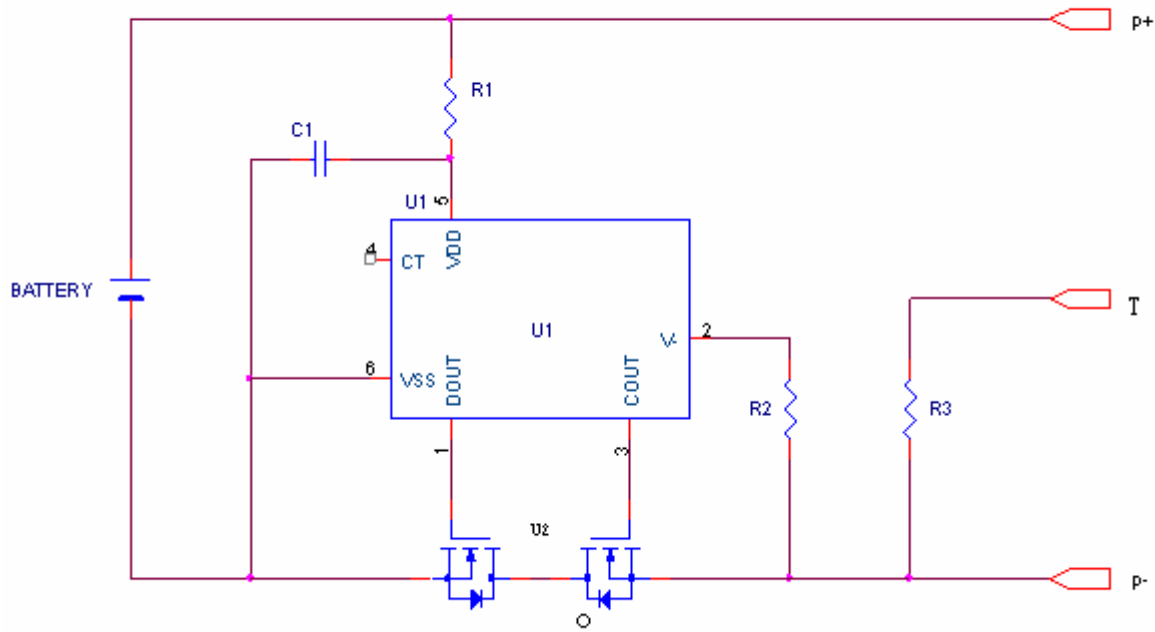 p+
R1
C1
U1
5
4
CT
VDD
BATTERY
T
U1
V-
2
6
VSS
DOUT
COUT
R2
R3
1
3
U2
p-